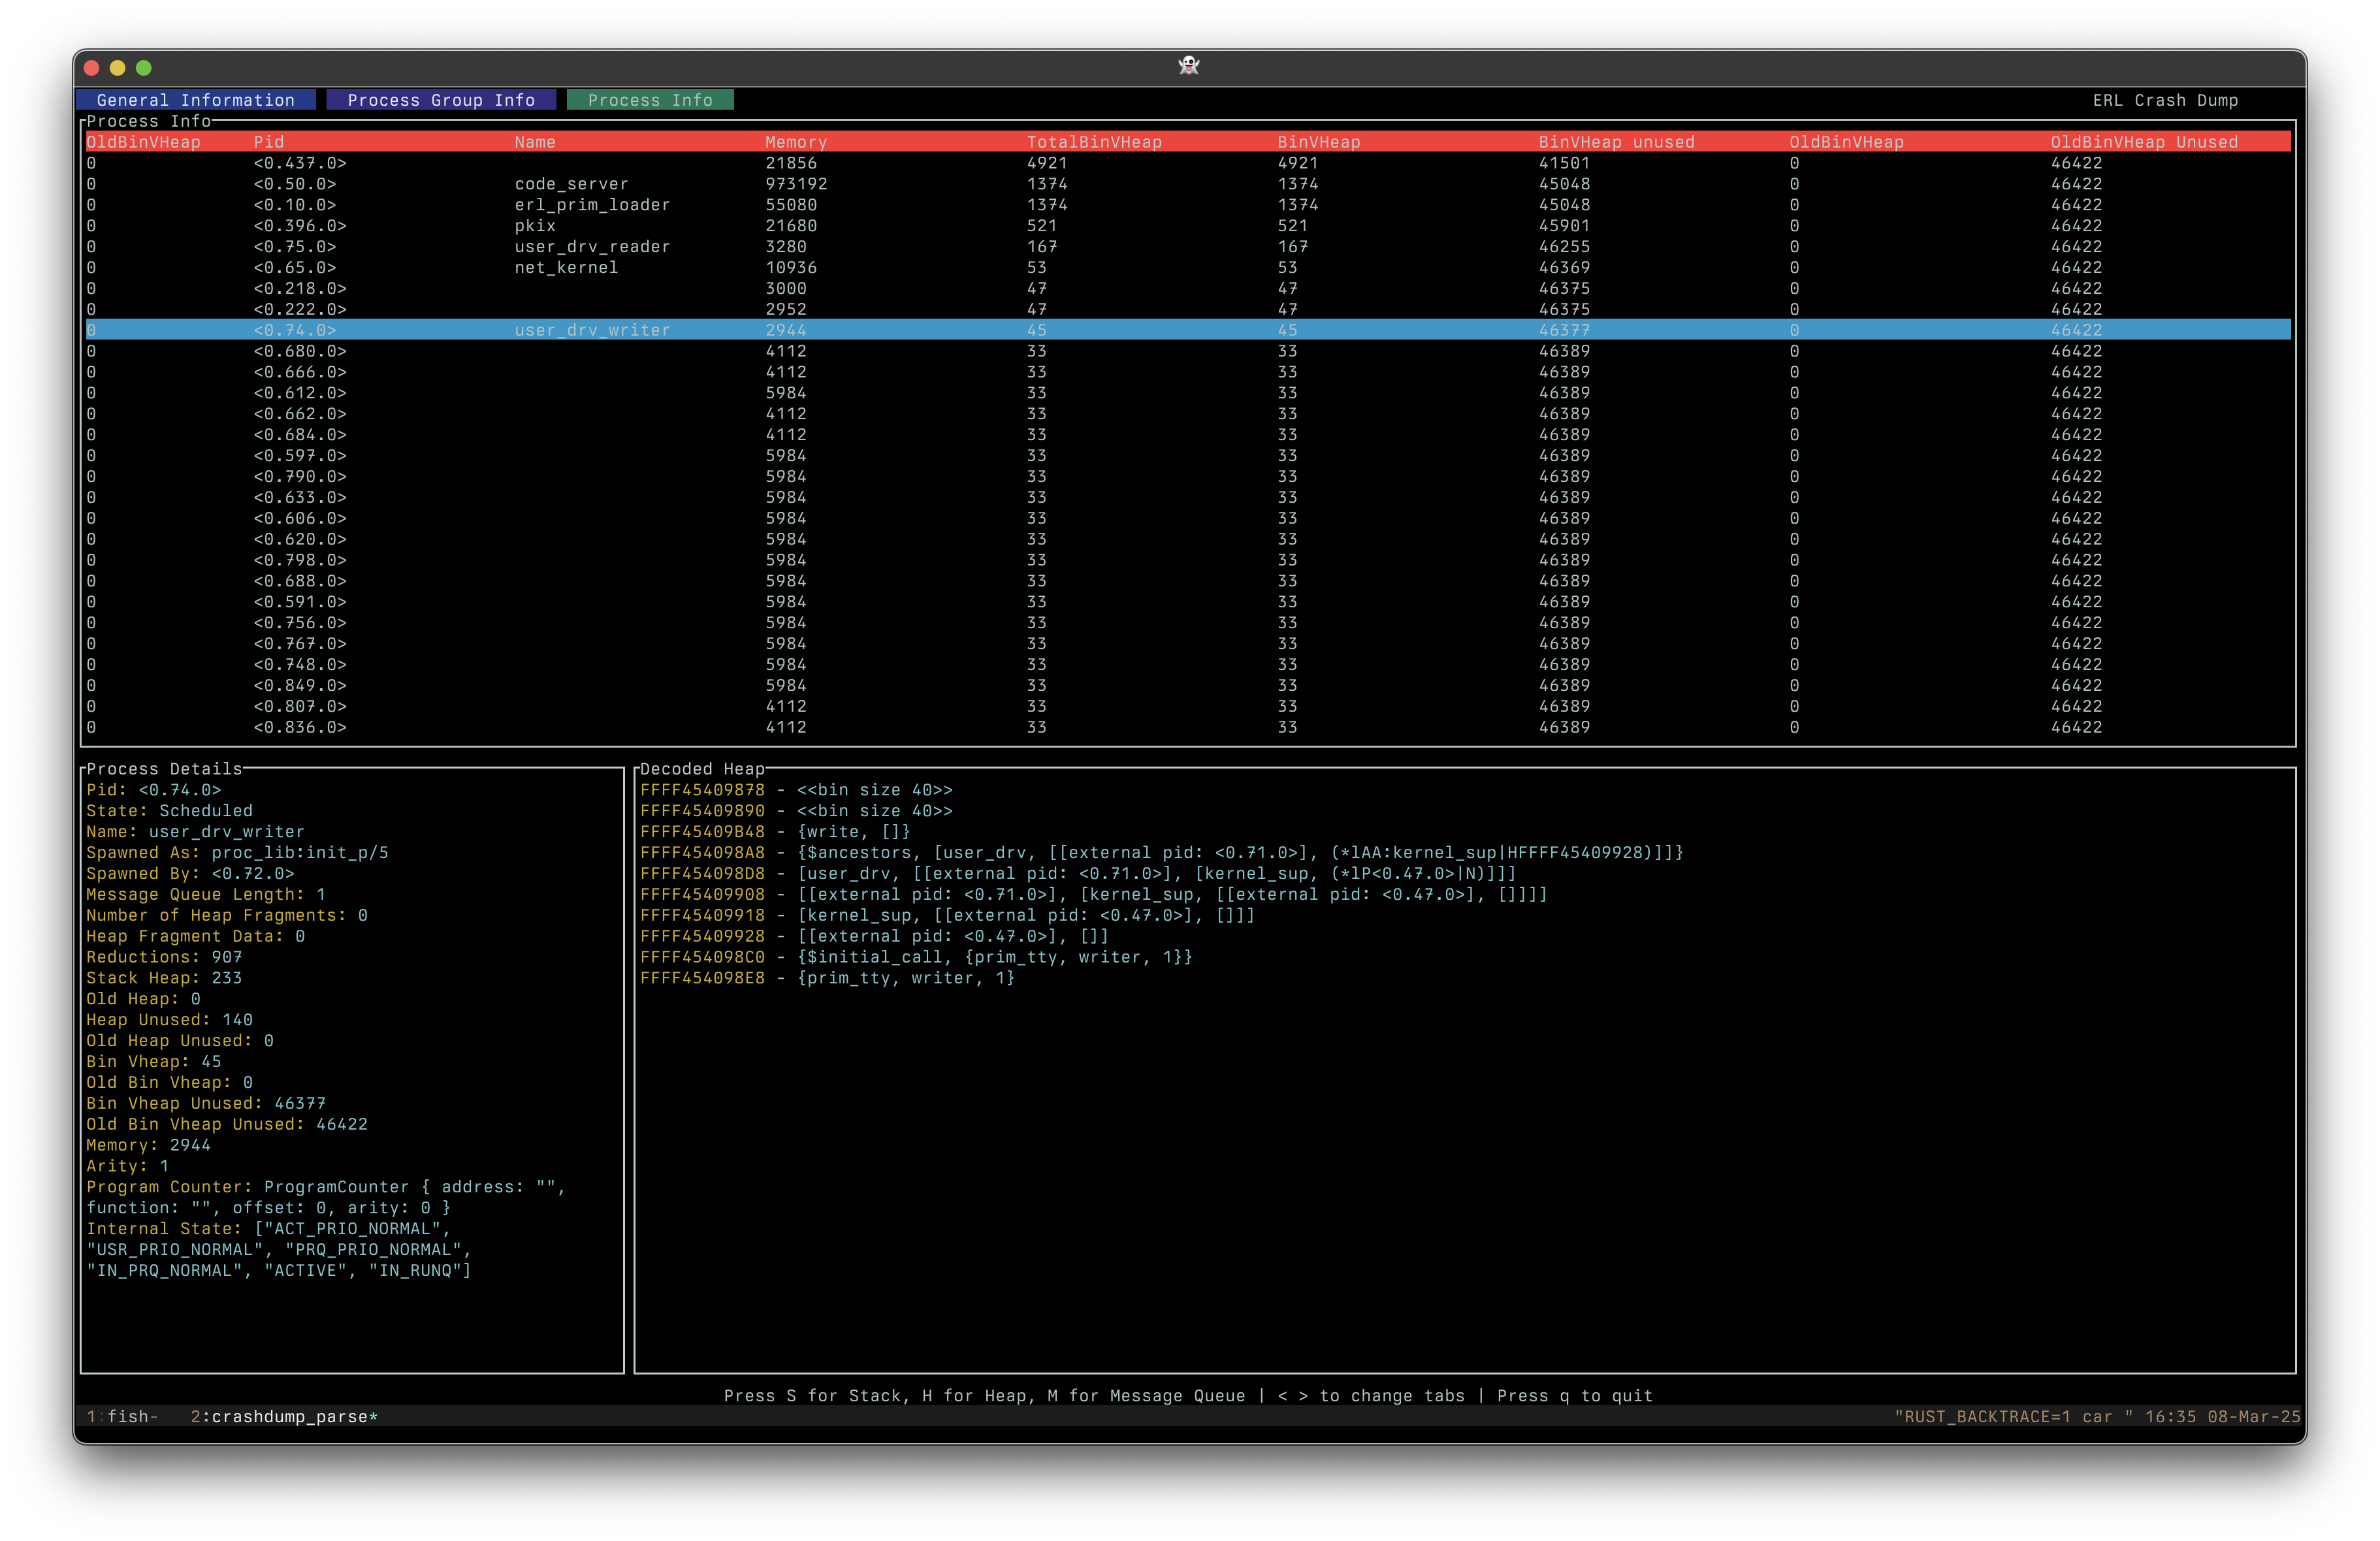 General Information Process Group Info Process Info ERL Crash Dump
Process Info
OldBinVHeap Pid Name Memory TotalBinVHeap BinVHeap BinVHeap unused OldBinVHeap OldBinVHeap Unused
0 <0.437.0> 21856 4921 4921 41501 0 46422
0 <0.50.0> code_server 973192 1374 1374 45048 0 46422
0 <0.10.0> erl_prim_loader 55080 1374 1374 45048 0 46422
0 <0.396.0> pkix 21680 521 521 45901 0 46422
0 <0.75.0> user_drv_reader 3280 167 167 46255 0 46422
0 <0.65.0> net_kernel 10936 53 53 46369 0 46422
0 <0.218.0> 3000 47 47 46375 0 46422
0 <0.222.0> 2952 47 47 46375 0 46422
0 <0.74.0> user_drv_writer 2944 45 45 46377 0 46422
0 <0.680.0> 4112 33 33 46389 0 46422
0 <0.666.0> 4112 33 33 46389 0 46422
0 <0.612.0> 5984 33 33 46389 0 46422
0 <0.662.0> 4112 33 33 46389 0 46422
0 <0.684.0> 4112 33 33 46389 0 46422
0 <0.597.0> 5984 33 33 46389 0 46422
0 <0.790.0> 5984 33 33 46389 0 46422
0 <0.633.0> 5984 33 33 46389 0 46422
0 <0.606.0> 5984 33 33 46389 0 46422
0 <0.620.0> 5984 33 33 46389 0 46422
0 <0.798.0> 5984 33 33 46389 0 46422
0 <0.688.0> 5984 33 33 46389 0 46422
0 <0.591.0> 5984 33 33 46389 0 46422
0 <0.756.0> 5984 33 33 46389 0 46422
0 <0.767.0> 5984 33 33 46389 0 46422
0 <0.748.0> 5984 33 33 46389 0 46422
0 <0.849.0> 5984 33 33 46389 0 46422
0 <0.807.0> 4112 33 33 46389 0 46422
0 <0.836.0> 4112 33 33 46389 0 46422
Process Details
Pid: <0.74.0>
State: Scheduled
Name: user_drv_writer
Spawned As: proc_lib:init_p/5
Spawned By: <0.72.0>
Message Queue Length: 1
Number of Heap Fragments: 0
Heap Fragment Data: 0
Reductions: 907
Stack Heap: 233
Old Heap: 0
Heap Unused: 140
Old Heap Unused: 0
Bin Vheap: 45
Old Bin Vheap: 0
Bin Vheap Unused: 46377
Old Bin Vheap Unused: 46422
Memory: 2944
Arity: 1
Program Counter: ProgramCounter { address: "",
function: "", offset: 0, arity: 0 }
Internal State: ["ACT_PRIO_NORMAL",
"USR_PRIO_NORMAL", "PRQ_PRIO_NORMAL",
"IN_PRQ_NORMAL", "ACTIVE", "IN_RUNQ"]
Decoded Heap
FFFF45409878 - <<bin size 40>>
FFFF45409890 - <<bin size 40>>
FFFF45409B48 - {write, []}
FFFF454098A8 - {$ancestors, [user_drv, [[external pid: <0.71.0>], (*lAA:kernel_sup|HFFFF45409928)]]}
FFFF454098D8 - [user_drv, [[external pid: <0.71.0>], [kernel_sup, (*lP<0.47.0>|N)]]]
FFFF45409908 - [[external pid: <0.71.0>], [kernel_sup, [[external pid: <0.47.0>], []]]]
FFFF45409918 - [kernel_sup, [[external pid: <0.47.0>], []]]
FFFF45409928 - [[external pid: <0.47.0>], []]
FFFF454098C0 - {$initial_call, {prim_tty, writer, 1}}
FFFF454098E8 - {prim_tty, writer, 1}
Press S for Stack, H for Heap, M for Message Queue | < > to change tabs | Press q to quit
1:fish- 2:crashdump_parse* "RUST_BACKTRACE=1 car " 16:35 08-Mar-25